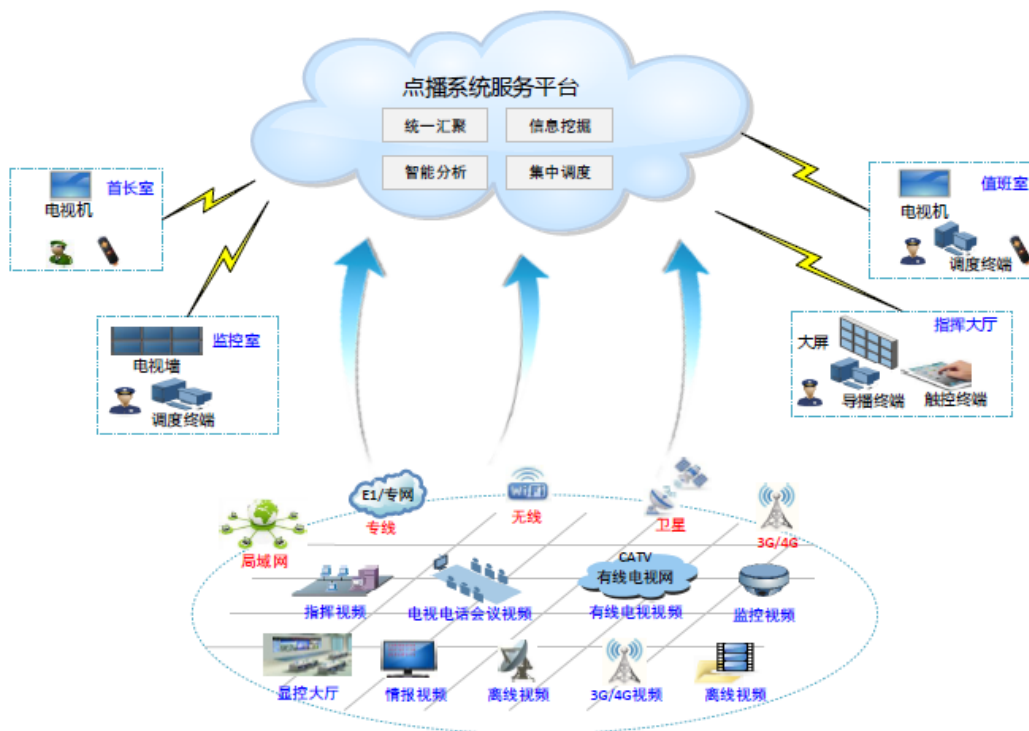 点播系统服务平台
统一汇聚
信息挖掘
智能分析
集中调度
首长室
电视机
值班室
电视机
调度终端
监控室
电视墙
调度终端
指挥大厅
大屏
导播终端
触控终端
E1/专网
专线
WiFi
无线
卫星
3G/4G
局域网
CATV
有线电视网
指挥视频
电视电话会议视频
有线电视视频
监控视频
显控大厅
情报视频
离线视频
3G/4G视频
离线视频